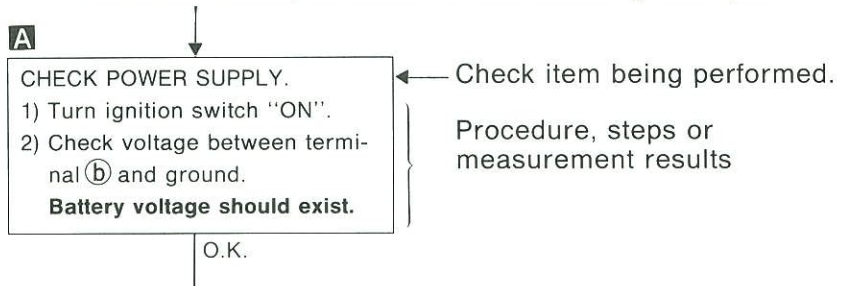 A
CHECK POWER SUPPLY.
1) Turn ignition switch "ON".
2) Check voltage between termi-
nal ⓑ and ground.
Battery voltage should exist.
Check item being performed.
Procedure, steps or
measurement results
O.K.